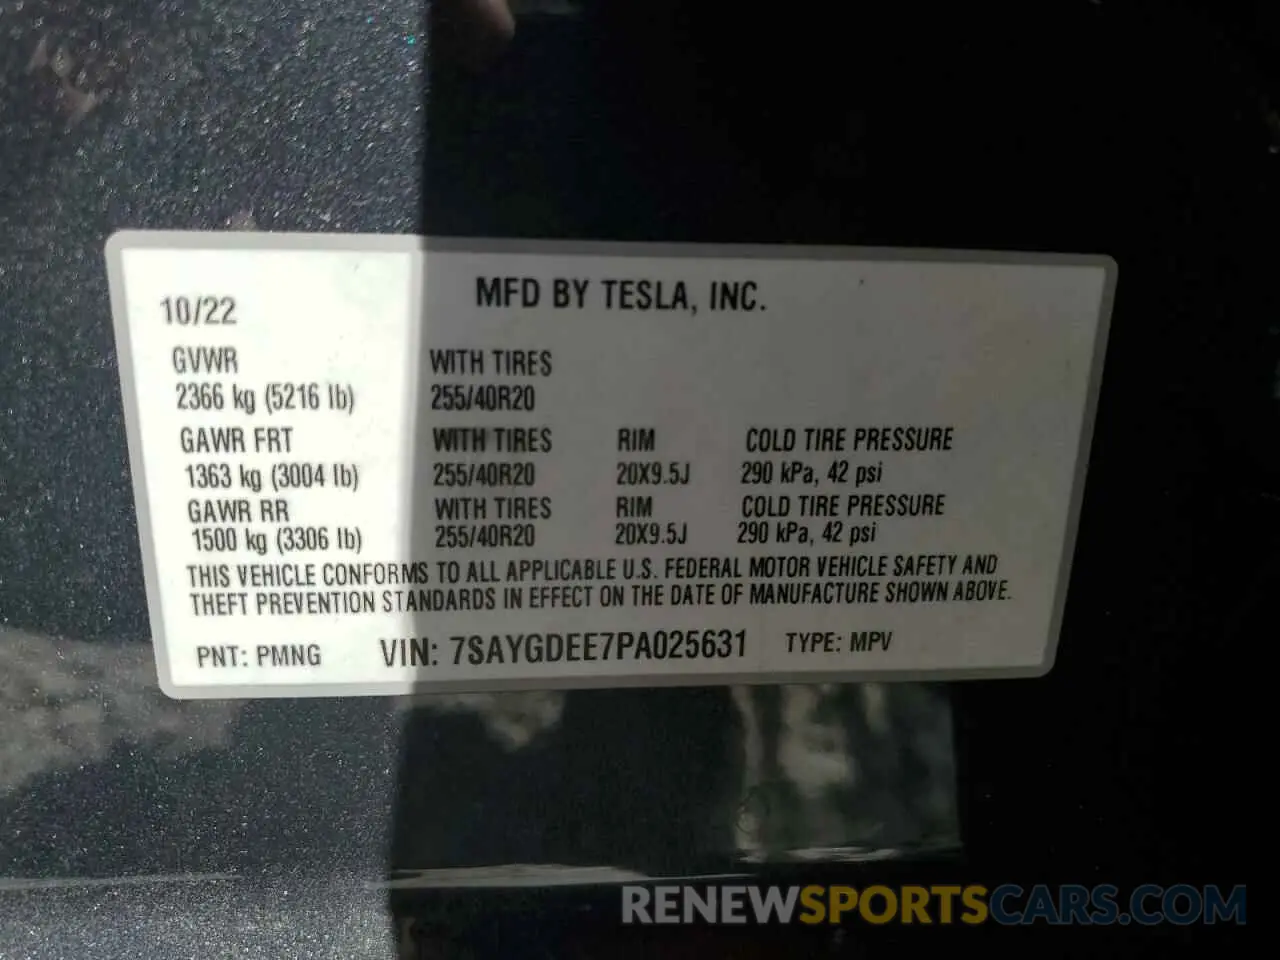 MFD BY TESLA, INC.
10/22
GVWR WITH TIRES
2366 kg (5216 lb) 255/40R20
GAWR FRT WITH TIRES RIM COLD TIRE PRESSURE
1363 kg (3004 lb) 255/40R20 20X9.5J 290 kPa, 42 psi
GAWR RR WITH TIRES RIM COLD TIRE PRESSURE
1500 kg (3306 lb) 255/40R20 20X9.5J 290 kPa, 42 psi
THIS VEHICLE CONFORMS TO ALL APPLICABLE U.S. FEDERAL MOTOR VEHICLE SAFETY AND
THEFT PREVENTION STANDARDS IN EFFECT ON THE DATE OF MANUFACTURE SHOWN ABOVE.
PNT: PMNG VIN: 7SAYGDEE7PA025631 TYPE: MPV
RENEWSPORTSCARS.COM